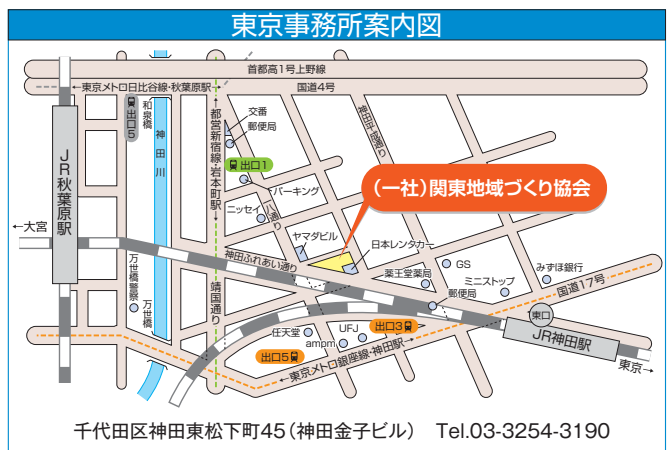 東京事務所案内図
首都高1号上野線
←東京メトロ日比谷線・秋葉原駅→
国道4号
出口5
和泉橋
神田川
都営新宿線・岩本町駅→
交番
郵便局
神田平成通り
出口1
パーキング
JR秋葉原駅
(一社)関東地域づくり協会
ニッセイ
一八通り
←大宮
ヤマダビル
日本レンタカー
神田ふれあい通り
GS
みずほ銀行
薬王堂薬局
ミニストップ
国道17号
万世橋警察
万世橋
靖国通り
郵便局
東口
任天堂
UFJ
出口3
ampm
JR神田駅
出口5
←東京メトロ銀座線・神田駅→
東京→
千代田区神田東松下町45(神田金子ビル) Tel.03-3254-3190